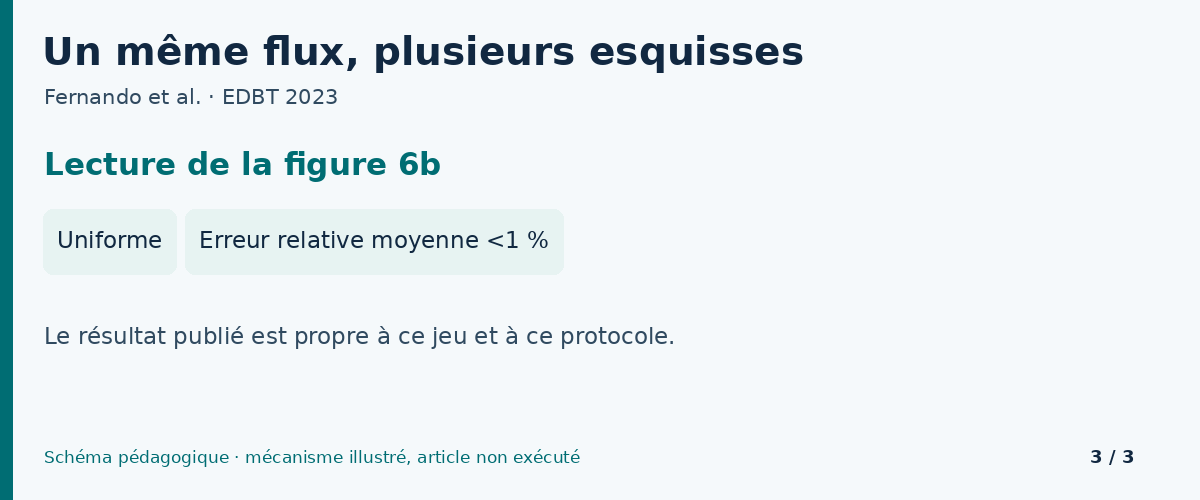 Un même flux, plusieurs esquisses
Fernando et al. · EDBT 2023
Lecture de la figure 6b
Uniforme Erreur relative moyenne <1 %
Le résultat publié est propre à ce jeu et à ce protocole.
Schéma pédagogique · mécanisme illustré, article non exécuté 3 / 3